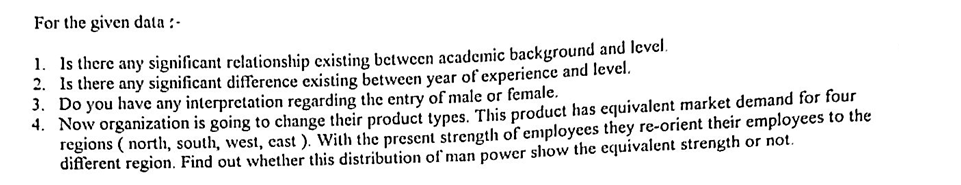 For the given data :-
1. Is there any significant relationship existing between academic background and level.
2. Is there any significant difference existing between year of experience and level.
3. Do you have any interpretation regarding the entry of male or female.
4. Now organization is going to change their product types. This product has equivalent market demand for four
regions ( north, south, west, east ). With the present strength of employees they re-orient their employees to the
different region. Find out whether this distribution of man power show the equivalent strength or not.